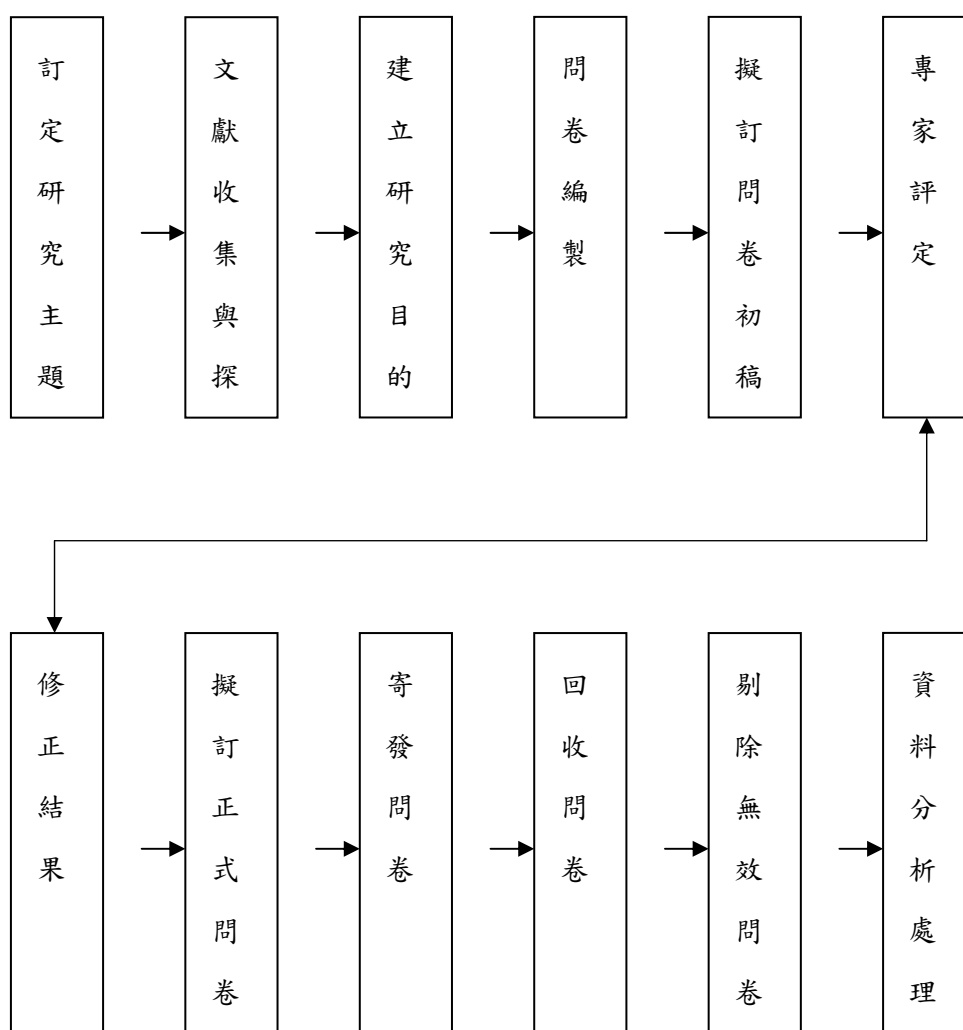 訂定研究主題
文獻收集與探
建立研究目的
問卷編製
擬訂問卷初稿
專家評定
修正結果
擬訂正式問卷
寄發問卷
回收問卷
剔除無效問卷
資料分析處理